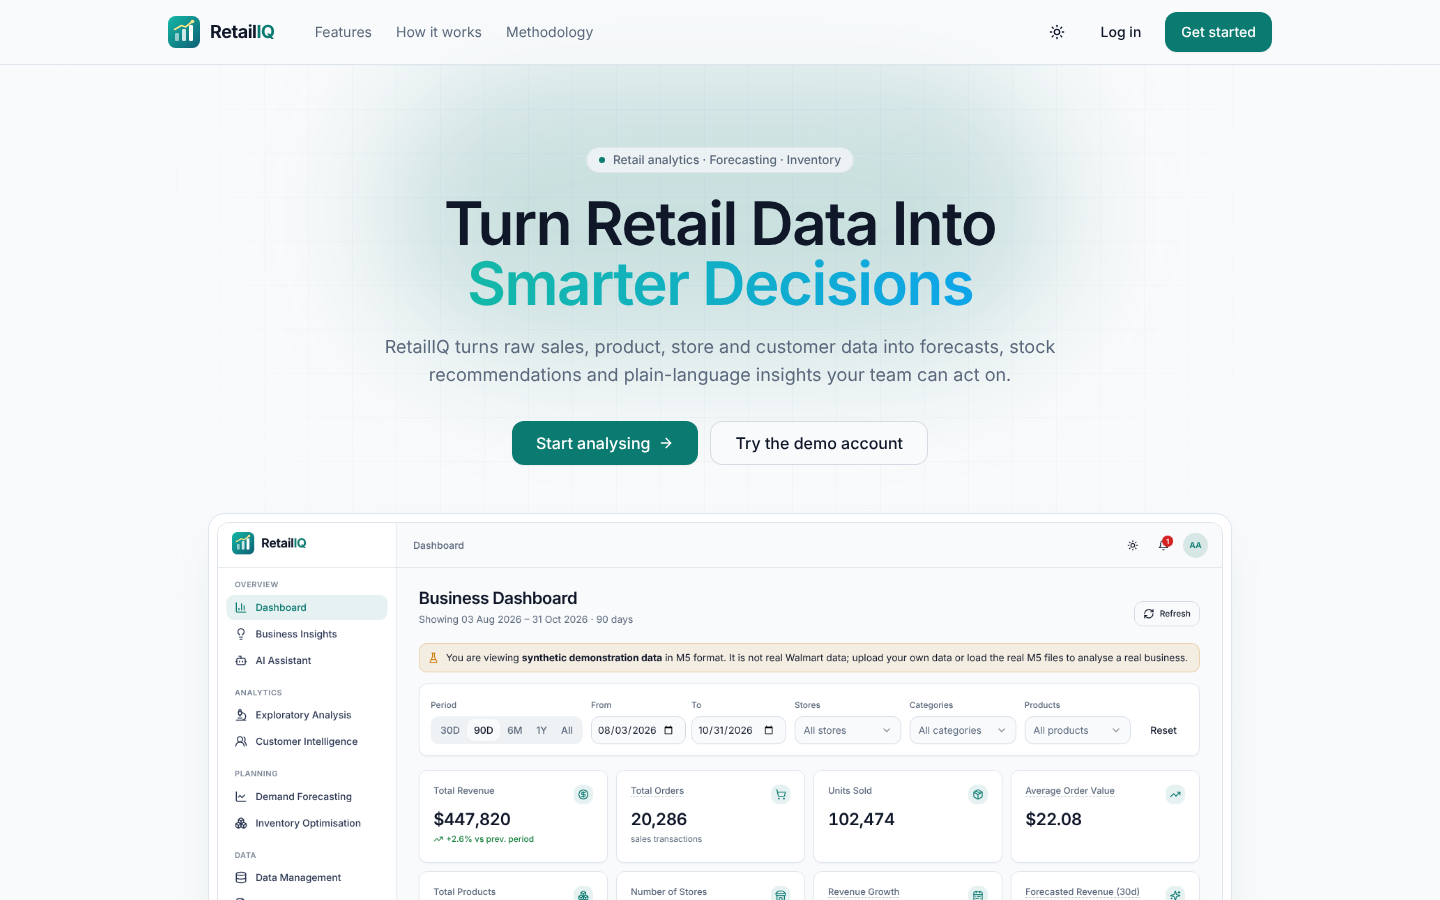 RetailIQ
Features
How it works
Methodology
Log in
Get started
Retail analytics · Forecasting · Inventory
Turn Retail Data Into
Smarter Decisions
RetailIQ turns raw sales, product, store and customer data into forecasts, stock
recommendations and plain-language insights your team can act on.
Start analysing
Try the demo account
RetailIQ
Dashboard
1
AA
OVERVIEW
Dashboard
Business Insights
AI Assistant
ANALYTICS
Exploratory Analysis
Customer Intelligence
PLANNING
Demand Forecasting
Inventory Optimisation
DATA
Data Management
Business Dashboard
Showing 03 Aug 2026 – 31 Oct 2026 · 90 days
Refresh
You are viewing synthetic demonstration data in M5 format. It is not real Walmart data; upload your own data or load the real M5 files to analyse a real business.
Period
From
To
Stores
Categories
Products
30D 90D 6M 1Y All
08/03/2026
10/31/2026
All stores
All categories
All products
Reset
Total Revenue
$447,820
+2.6% vs prev. period
Total Orders
20,286
sales transactions
Units Sold
102,474
Average Order Value
$22.08
Total Products
Number of Stores
Revenue Growth
Forecasted Revenue (30d)